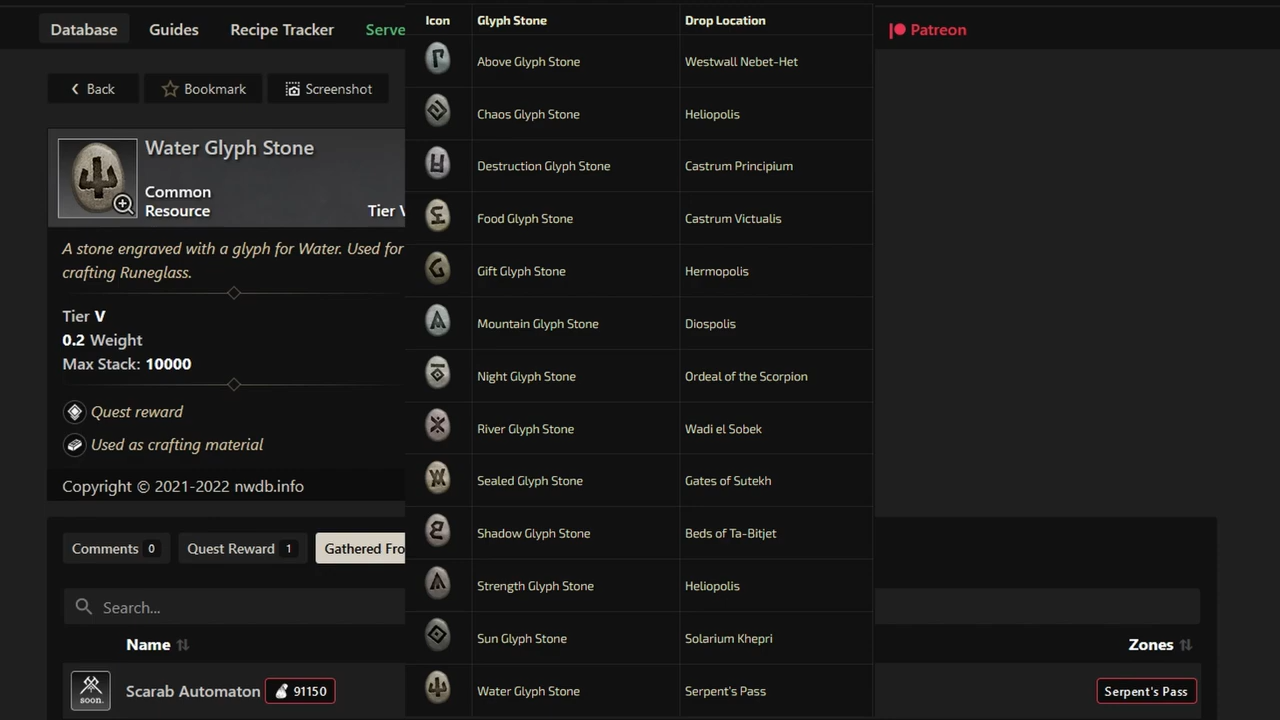 Database Guides Recipe Tracker Serve
Patreon
Back Bookmark Screenshot
Water Glyph Stone
Common
Resource
Tier V
A stone engraved with a glyph for Water. Used for
crafting Runeglass.
Tier V
0.2 Weight
Max Stack: 10000
Quest reward
Used as crafting material
Copyright © 2021-2022 nwdb.info
Comments 0 Quest Reward 1 Gathered Fro
Search...
Name Zones
soon. Scarab Automaton 91150 Serpent's Pass
Icon Glyph Stone Drop Location
Above Glyph Stone Westwall Nebet-Het
Chaos Glyph Stone Heliopolis
Destruction Glyph Stone Castrum Principium
Food Glyph Stone Castrum Victualis
Gift Glyph Stone Hermopolis
Mountain Glyph Stone Diospolis
Night Glyph Stone Ordeal of the Scorpion
River Glyph Stone Wadi el Sobek
Sealed Glyph Stone Gates of Sutekh
Shadow Glyph Stone Beds of Ta-Bitjet
Strength Glyph Stone Heliopolis
Sun Glyph Stone Solarium Khepri
Water Glyph Stone Serpent's Pass